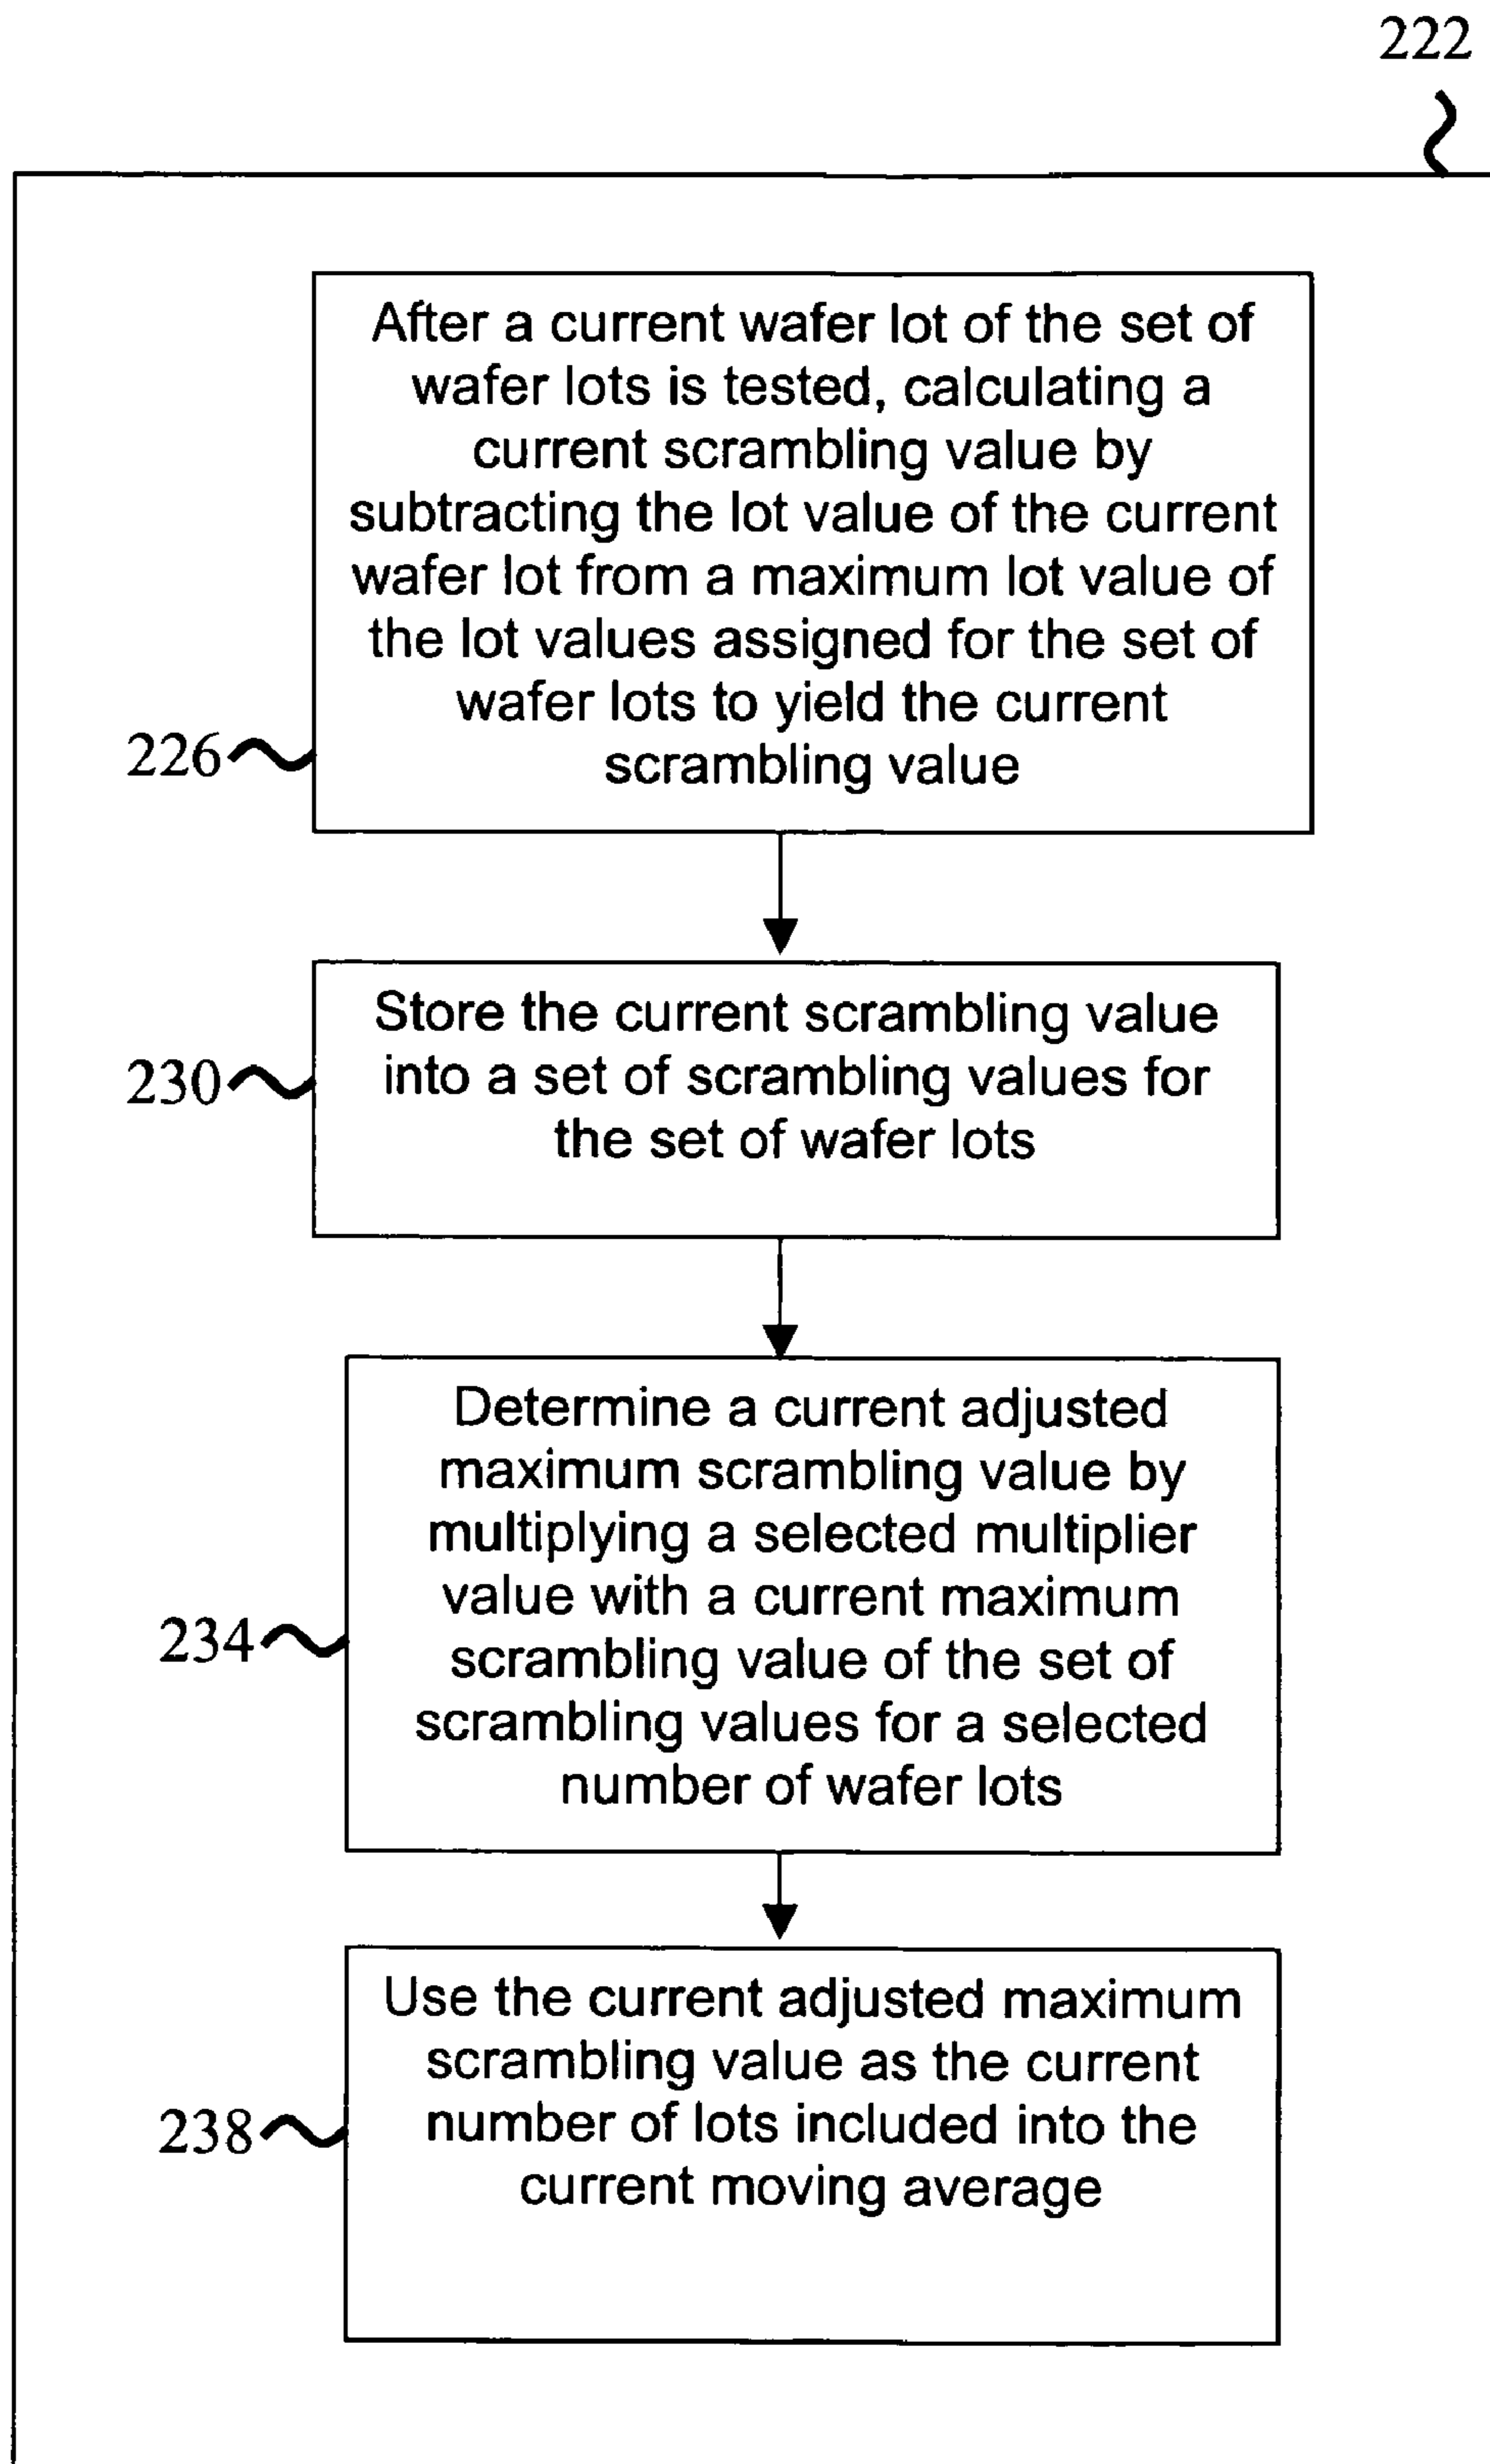 222
After a current wafer lot of the set of
wafer lots is tested, calculating a
current scrambling value by
subtracting the lot value of the current
wafer lot from a maximum lot value of
the lot values assigned for the set of
wafer lots to yield the current
scrambling value
226
Store the current scrambling value
into a set of scrambling values for
the set of wafer lots
230
Determine a current adjusted
maximum scrambling value by
multiplying a selected multiplier
value with a current maximum
scrambling value of the set of
scrambling values for a selected
number of wafer lots
234
Use the current adjusted maximum
scrambling value as the current
number of lots included into the
current moving average
238